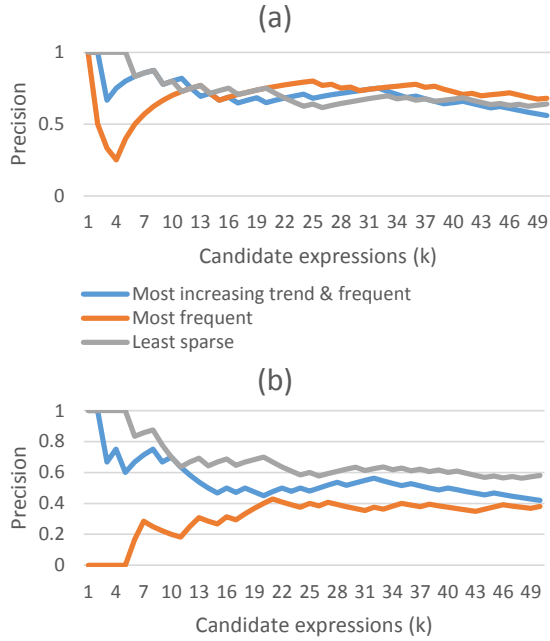 (a)
1
0.5
0
Precision
1 4 7 10 13 16 19 22 25 28 31 34 37 40 43 46 49
Candidate expressions (k)
Most increasing trend & frequent
Most frequent
Least sparse
(b)
1
0.8
0.6
0.4
0.2
0
Precision
1 4 7 10 13 16 19 22 25 28 31 34 37 40 43 46 49
Candidate expressions (k)